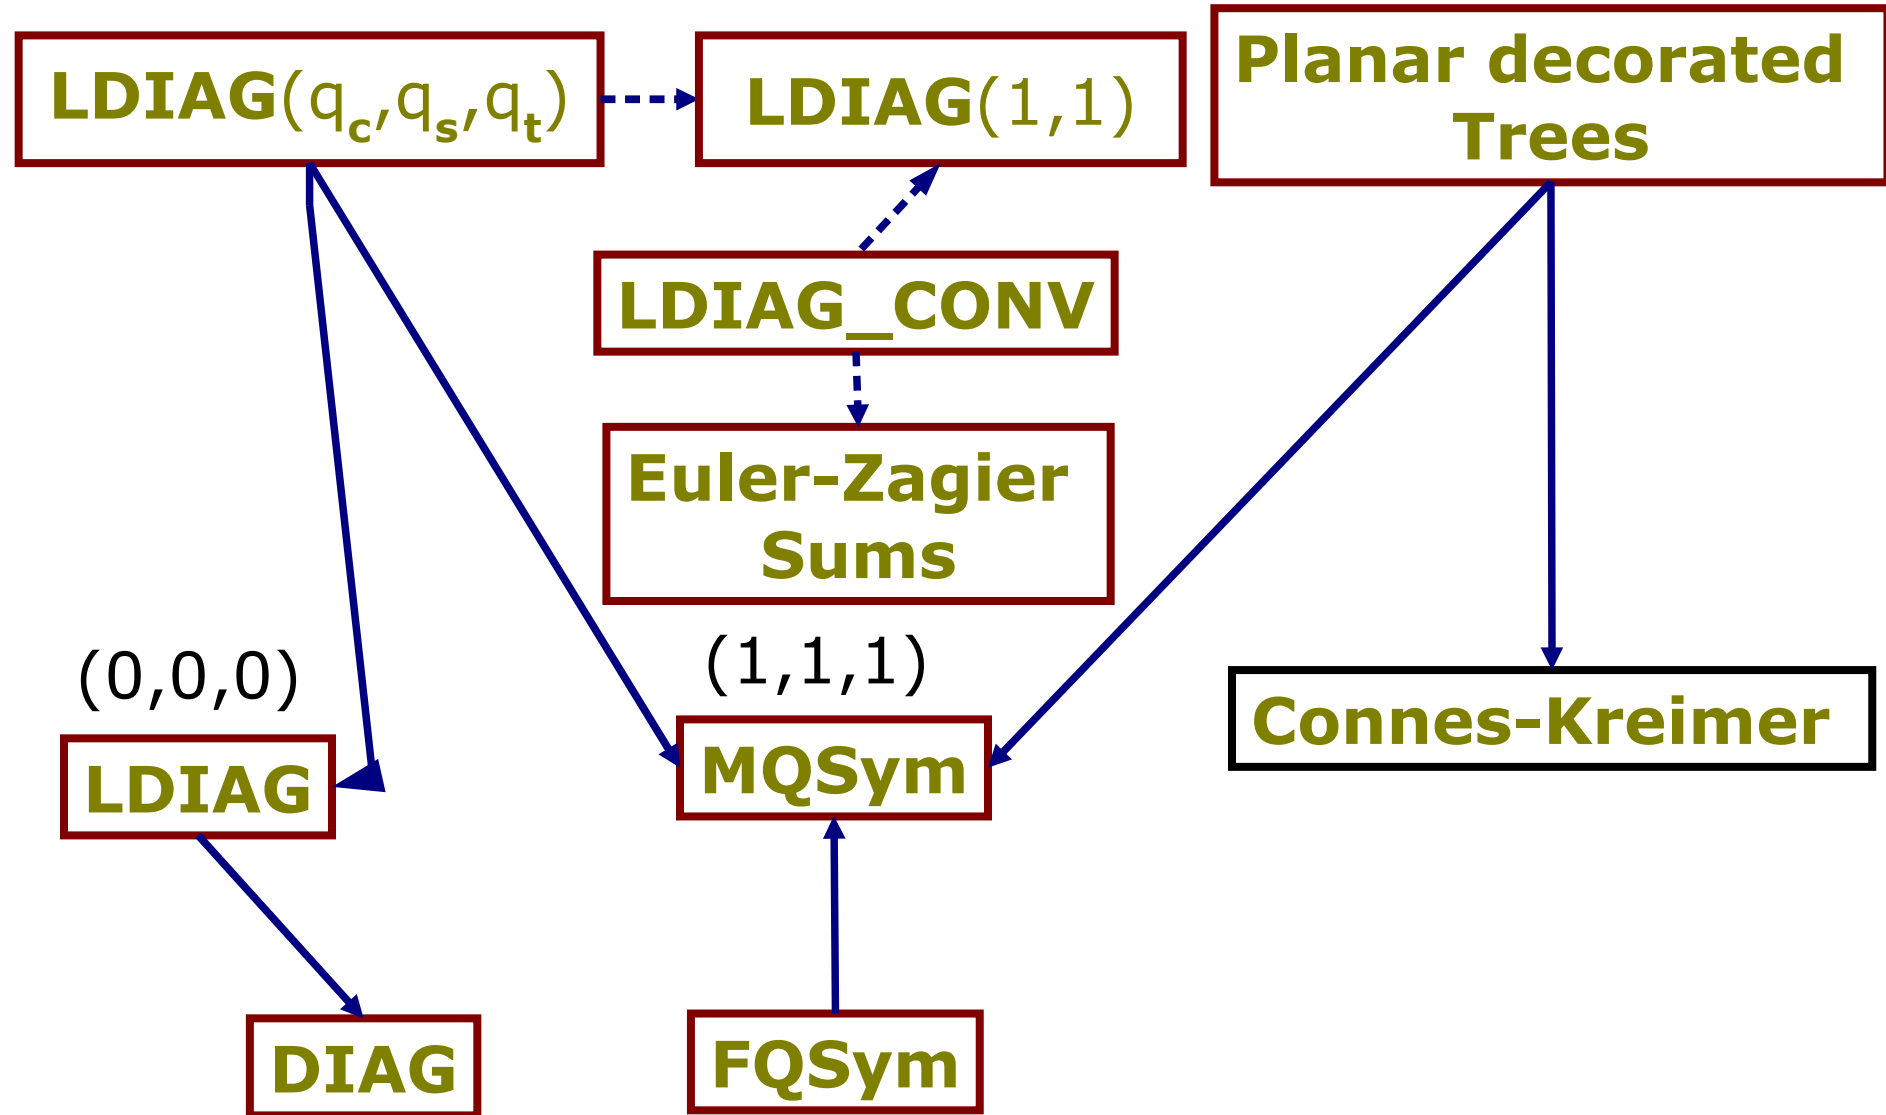 LDIAG(qc,qs,qt)
LDIAG(1,1)
Planar decorated
Trees
LDIAG_CONV
Euler-Zagier
Sums
(0,0,0)
(1,1,1)
LDIAG
MQSym
Connes-Kreimer
DIAG
FQSym